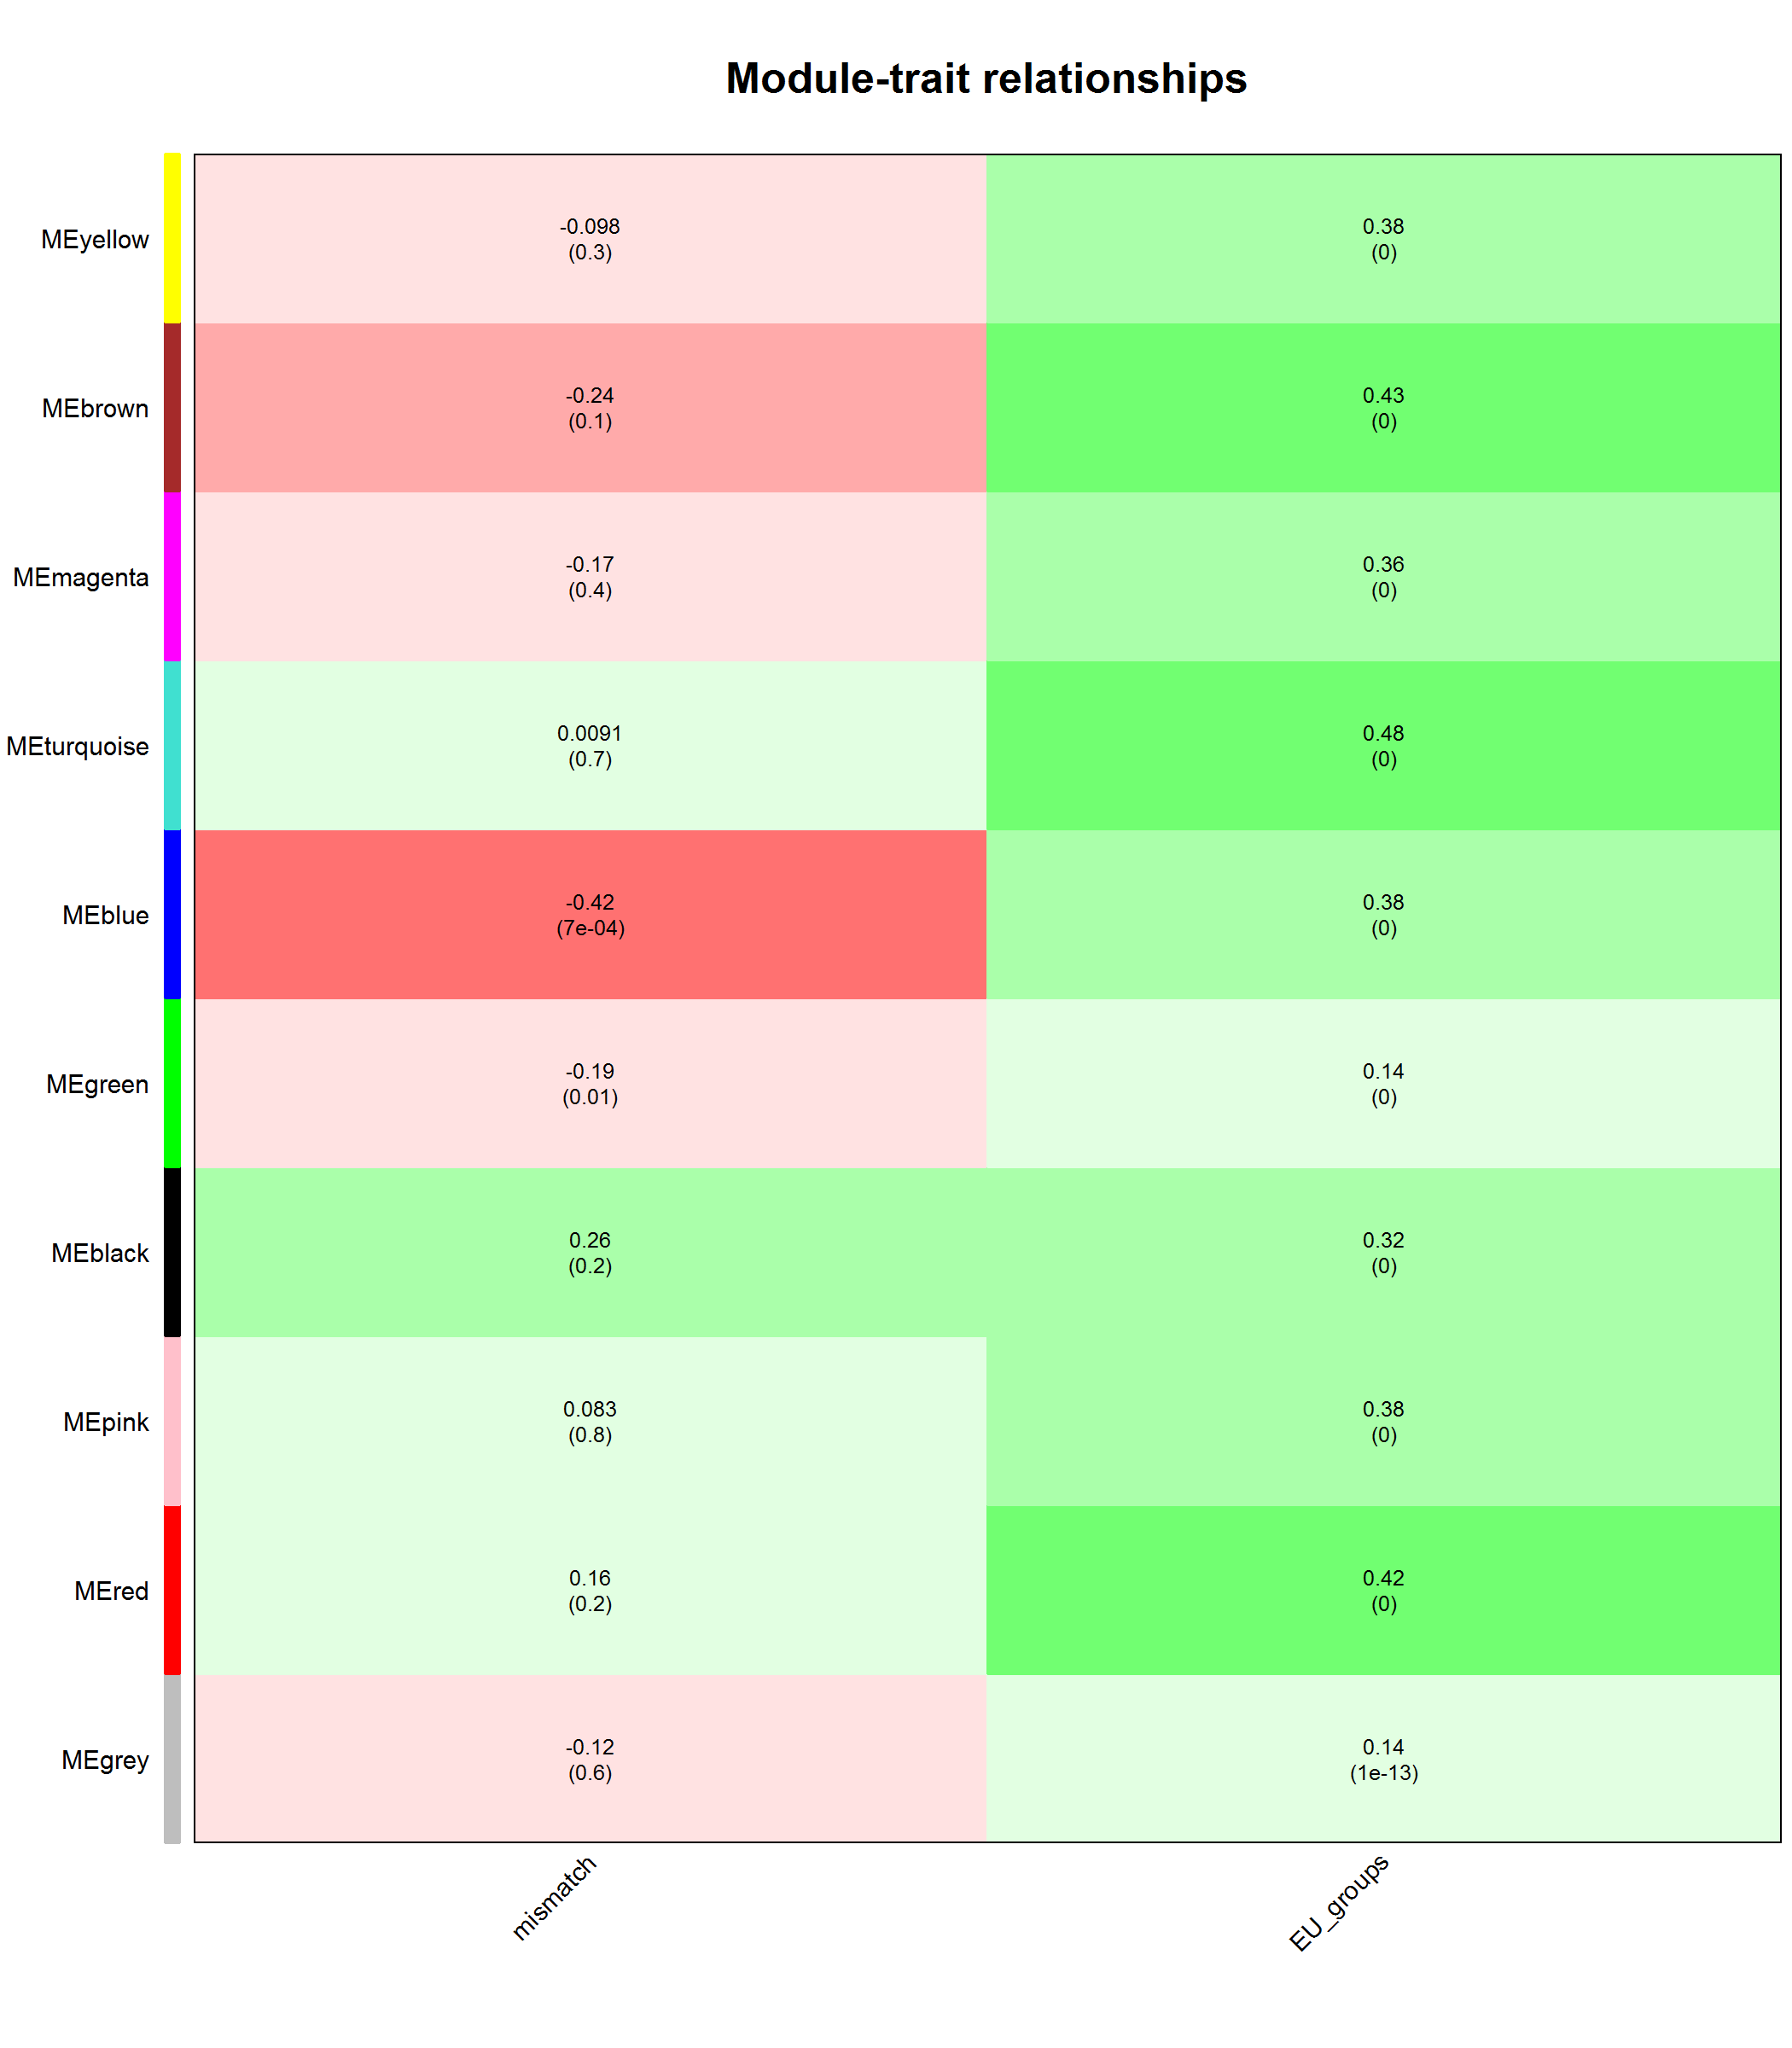 Module-trait relationships
MEyellow
-0.098
(0.3)
0.38
(0)
MEbrown
-0.24
(0.1)
0.43
(0)
MEmagenta
-0.17
(0.4)
0.36
(0)
MEturquoise
0.0091
(0.7)
0.48
(0)
MEblue
-0.42
(7e-04)
0.38
(0)
MEgreen
-0.19
(0.01)
0.14
(0)
MEblack
0.26
(0.2)
0.32
(0)
MEpink
0.083
(0.8)
0.38
(0)
MEred
0.16
(0.2)
0.42
(0)
MEgrey
-0.12
(0.6)
0.14
(1e-13)
mismatch
EU_groups